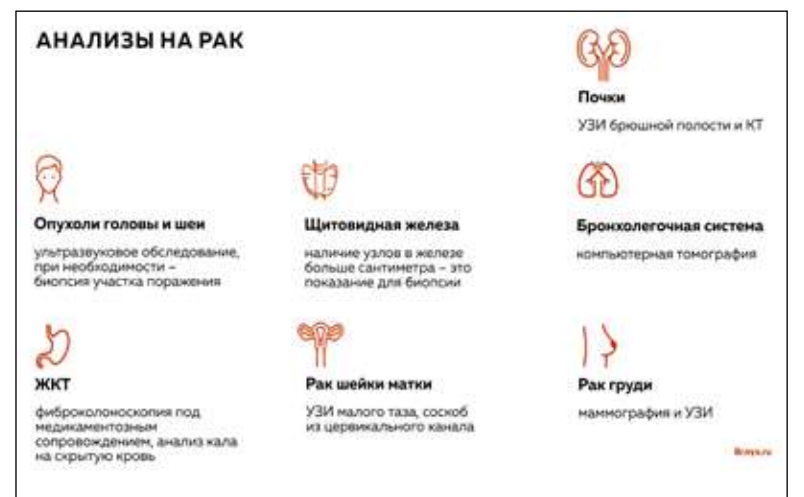 АНАЛИЗЫ НА РАК
Почки
УЗИ брюшной полости и КТ
Опухоли головы и шеи
ультразвуковое обследование,
при необходимости –
биопсия участка поражения
Щитовидная железа
наличие узлов в железе
больше сантиметра – это
показание для биопсии
Бронхолегочная система
компьютерная томография
ЖКТ
фиброколоноскопия под
медикаментозным
сопровождением, анализ кала
на скрытую кровь
Рак шейки матки
УЗИ малого таза, соскоб
из цервикального канала
Рак груди
маммография и УЗИ